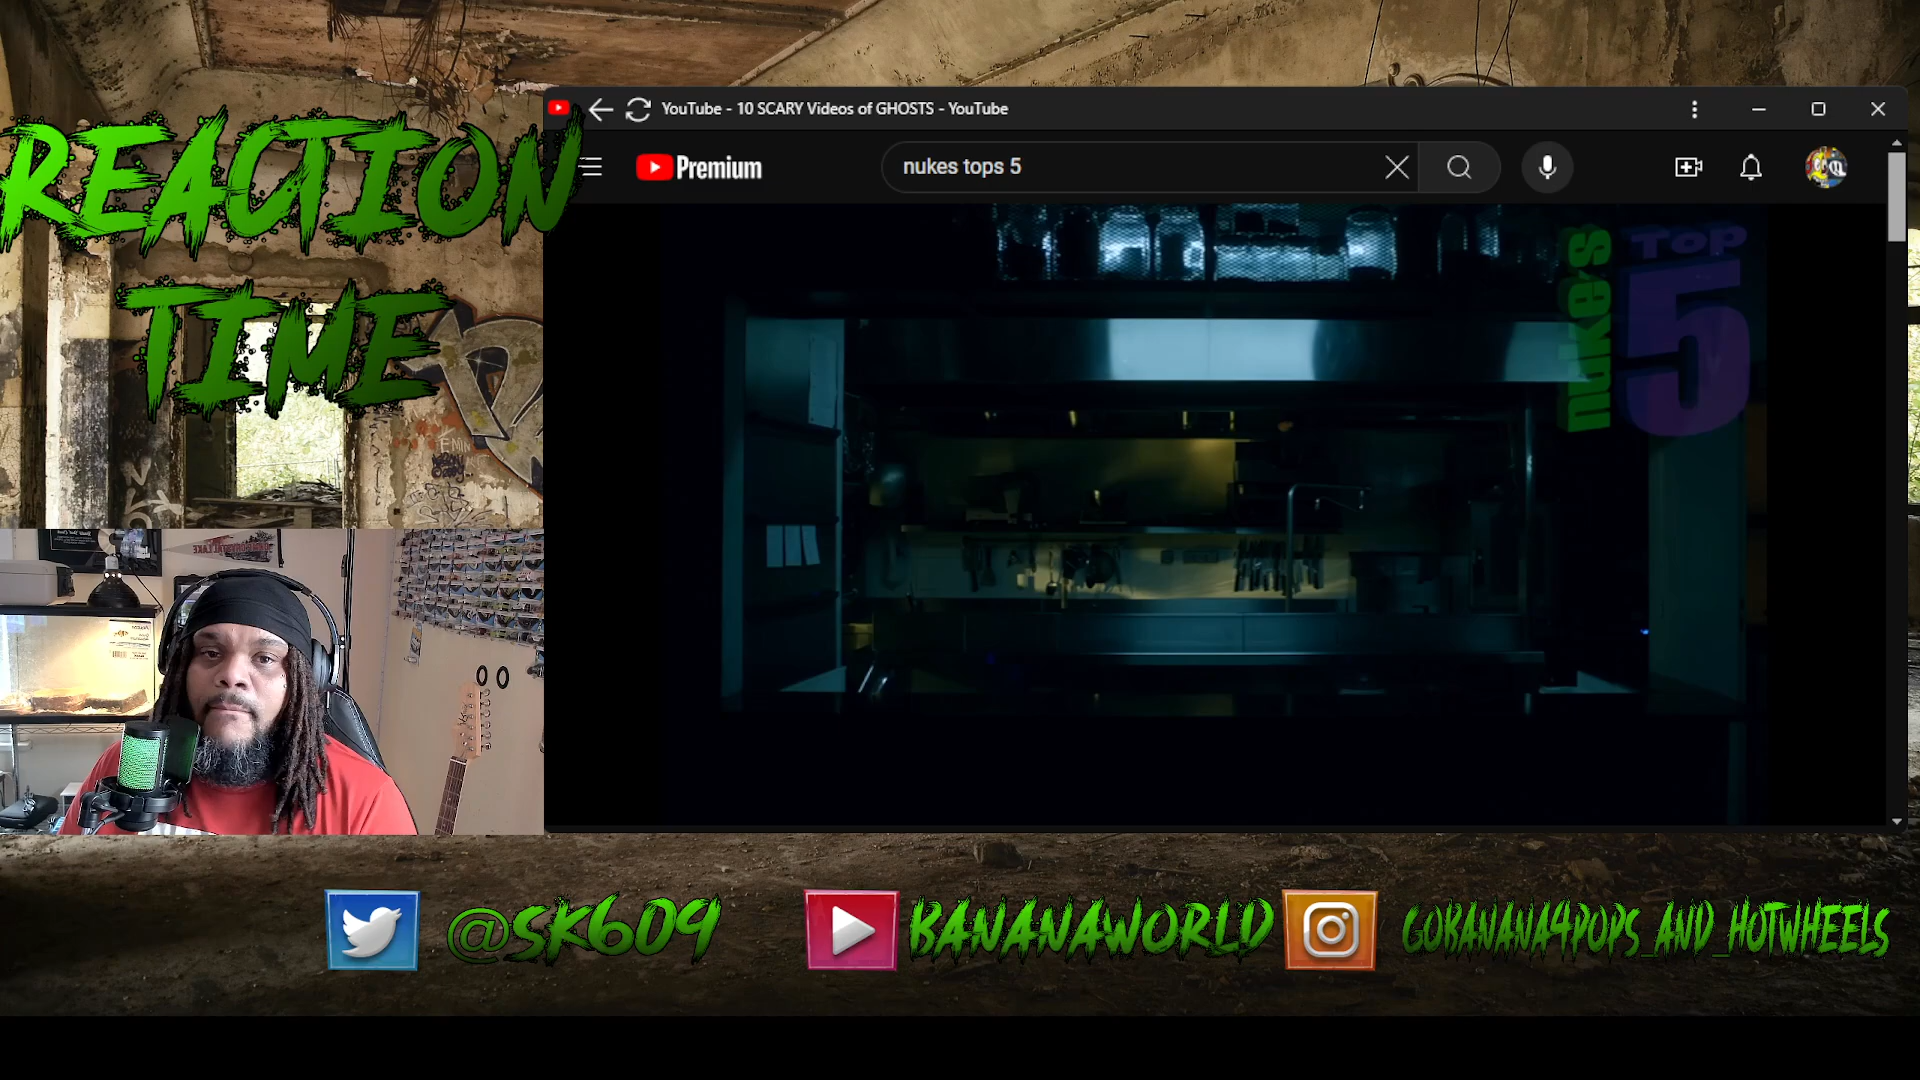 REACTION
TIME
YouTube - 10 SCARY Videos of GHOSTS - YouTube
Premium
nukes tops 5
nuke's
Top
5
@SK609
BANANAWORLD
GOBANANA4POPS_AND_HOTWHEELS